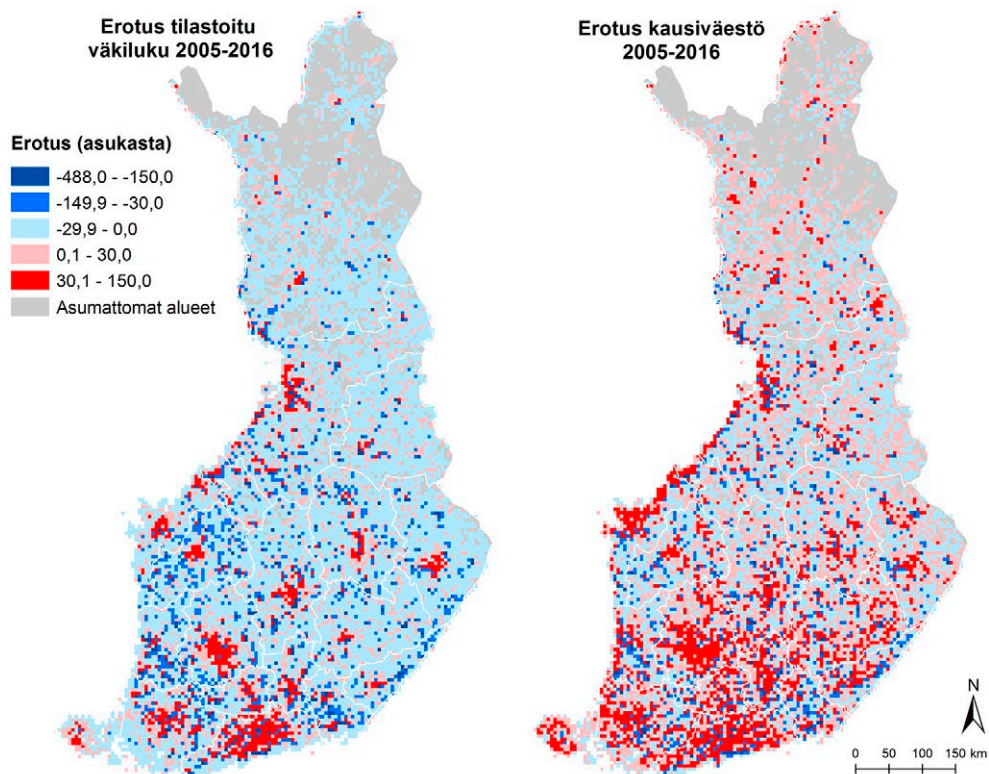 Erotus tilastoitu
väkiluku 2005-2016
Erotus kausiväestö
2005-2016
Erotus (asukasta)
-488,0 - -150,0
-149,9 - -30,0
-29,9 - 0,0
0,1 - 30,0
30,1 - 150,0
Asumattomat alueet
N
0 50 100 150 km